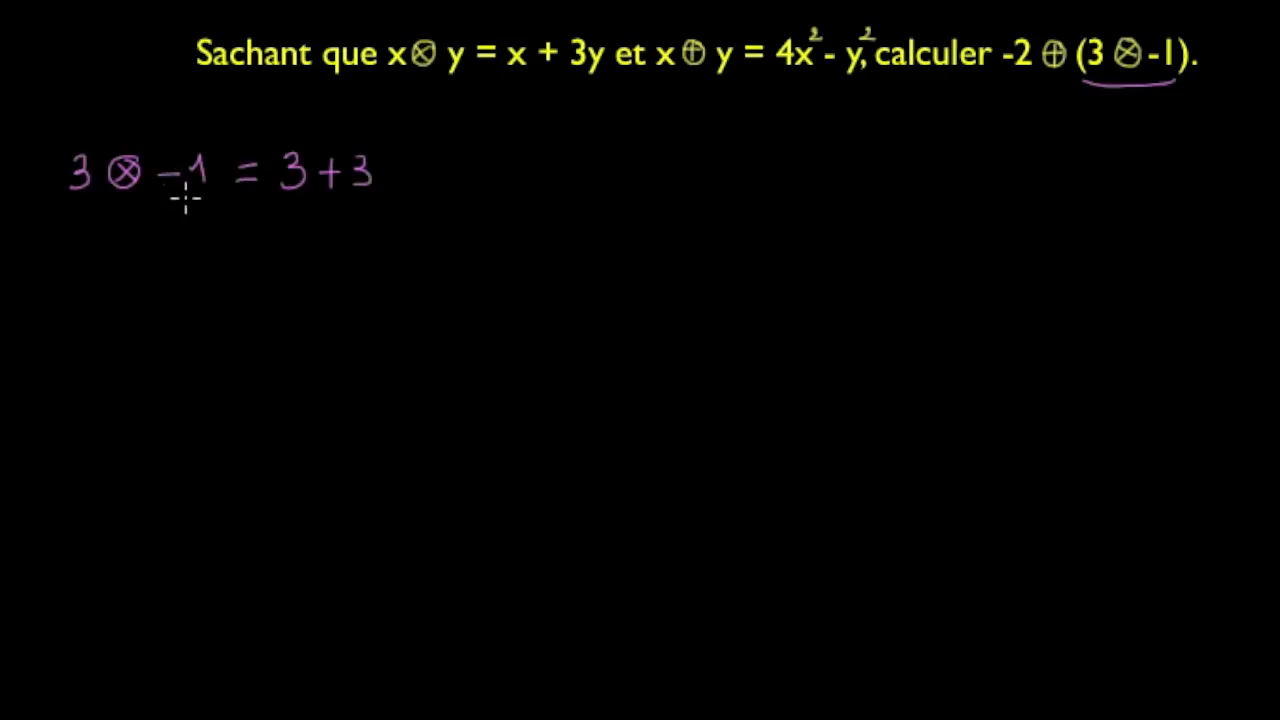 Sachant que x ⊗ y = x + 3y et x ⊕ y = 4x² - y², calculer -2 ⊕ (3 ⊗ -1).
3 ⊗ -1 = 3 + 3